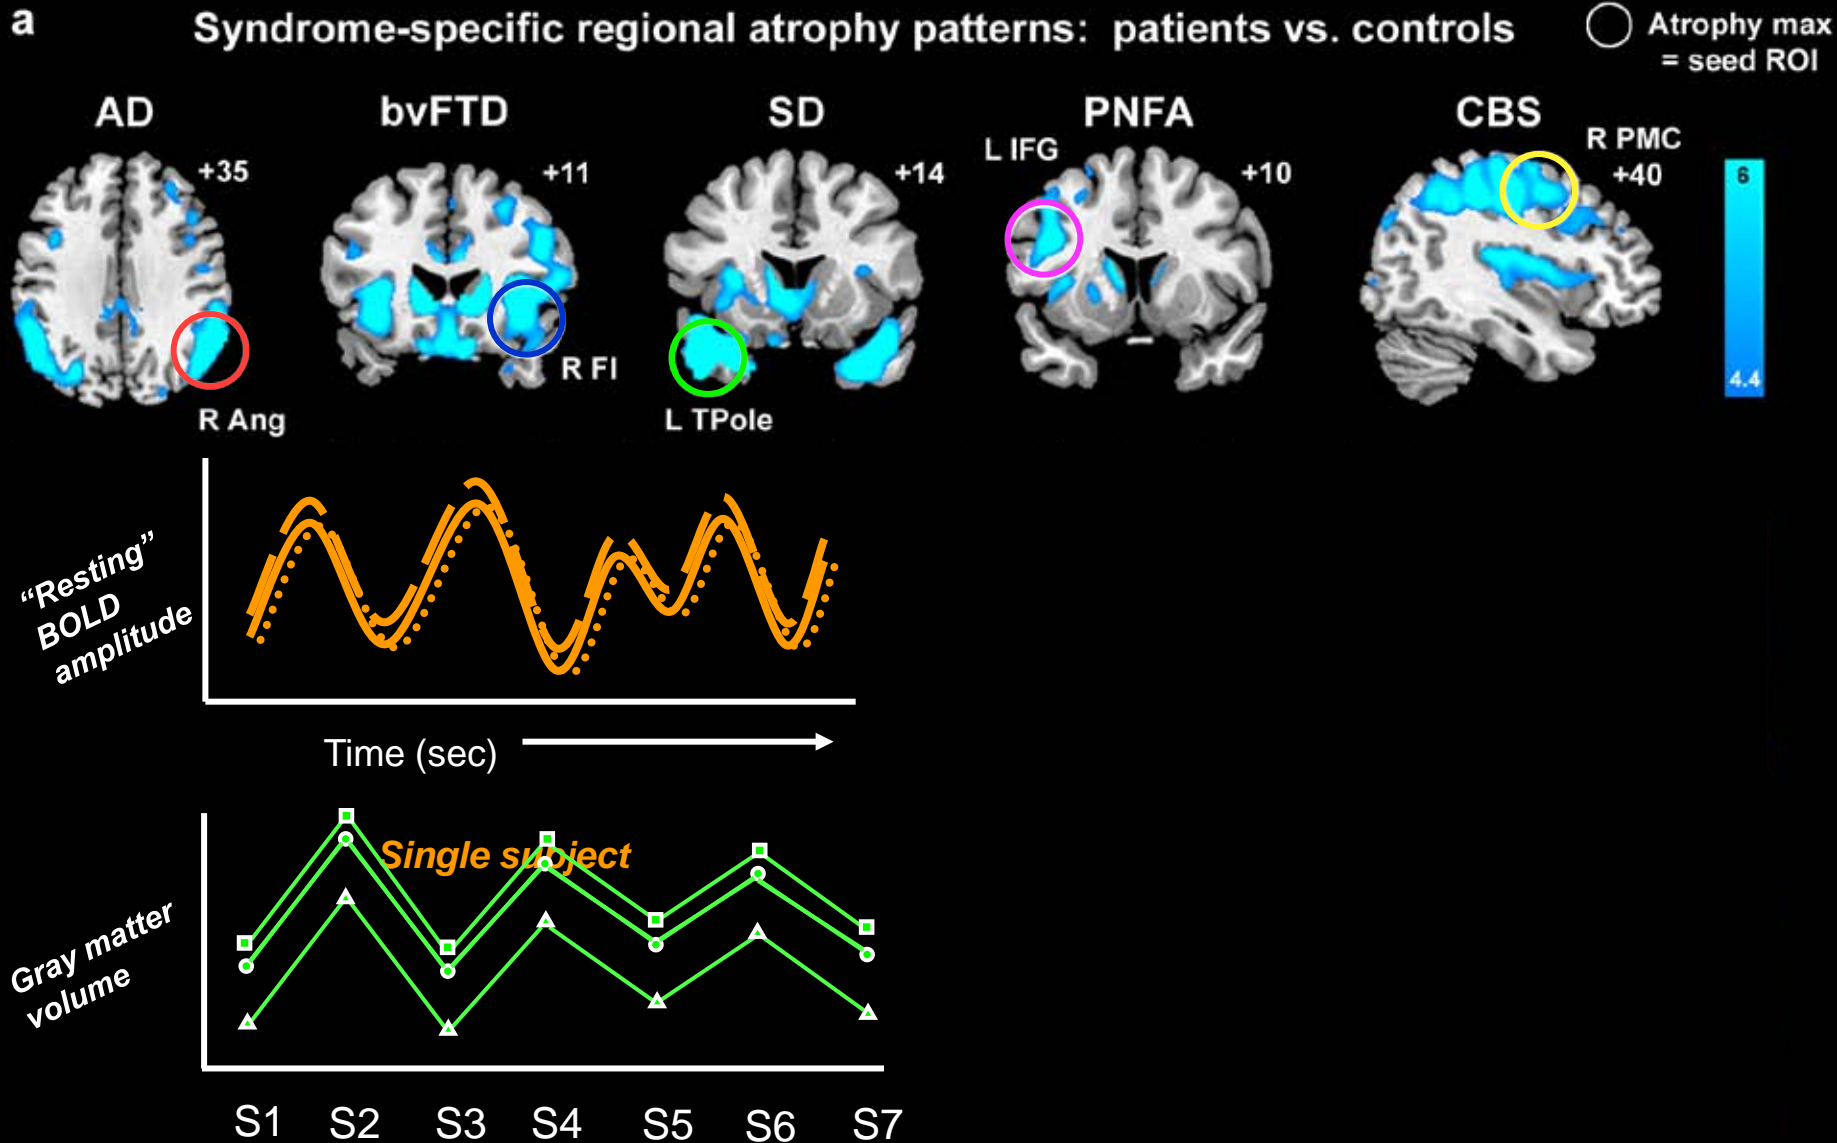 a
Syndrome-specific regional atrophy patterns: patients vs. controls
Atrophy max
= seed ROI
AD
bvFTD
SD
PNFA
CBS
+35
+11
+14
L IFG
+10
R PMC
+40
6
4.4
R Ang
R FI
L TPole
“Resting”
BOLD
amplitude
Time (sec)
Single subject
Gray matter
volume
S1 S2 S3 S4 S5 S6 S7